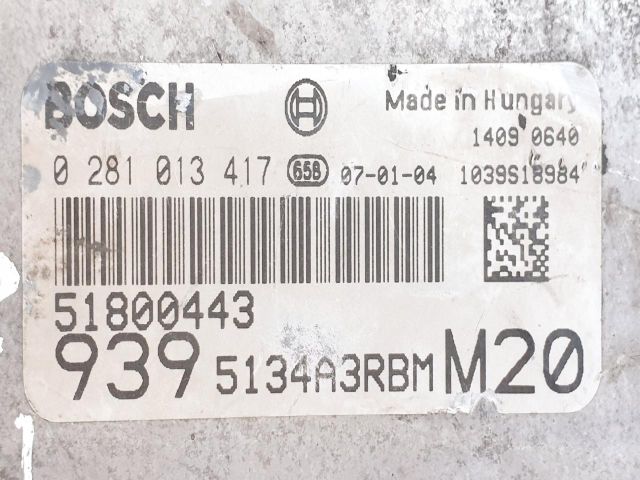 BOSCH Made in Hungary
1409 0640
0 281 013 417 658 07-01-04 1039S18984
51800443
939 5134A3RBM M20